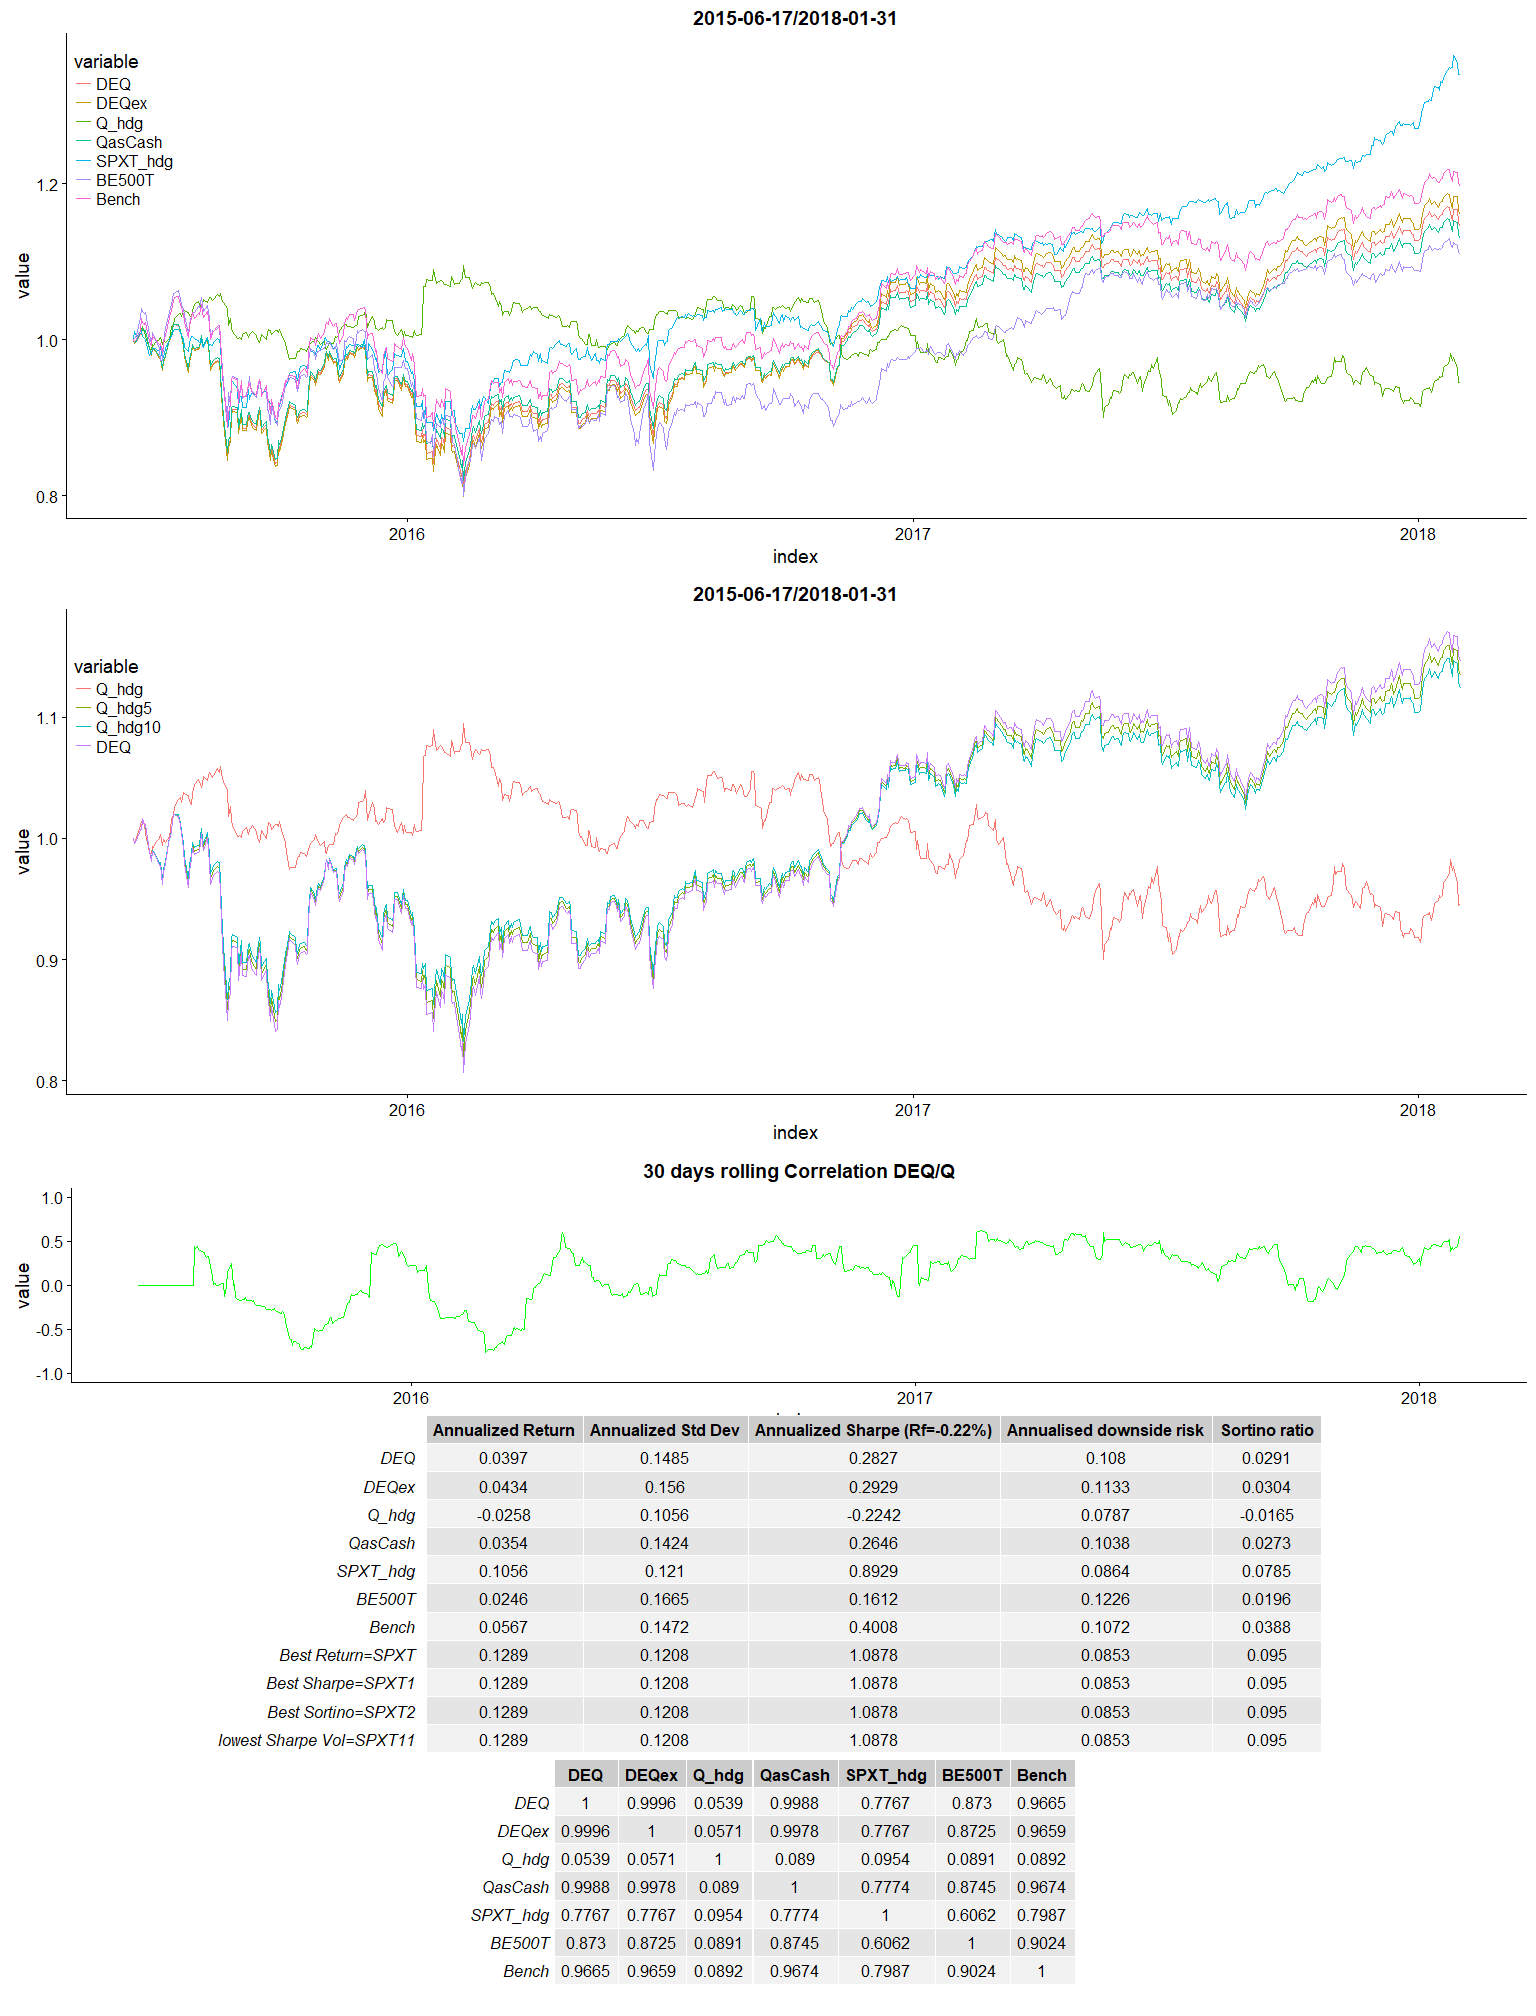 2015-06-17/2018-01-31
variable
DEQ
DEQex
Q_hdg
QasCash
SPXT_hdg
BE500T
Bench
value
1.2
1.0
0.8
2016 2017 2018
index
2015-06-17/2018-01-31
variable
Q_hdg
Q_hdg5
Q_hdg10
DEQ
value
1.1
1.0
0.9
0.8
2016 2017 2018
index
30 days rolling Correlation DEQ/Q
value
1.0
0.5
0.0
-0.5
-1.0
2016 2017 2018
Annualized Return Annualized Std Dev Annualized Sharpe (Rf=-0.22%) Annualised downside risk Sortino ratio
DEQ 0.0397 0.1485 0.2827 0.108 0.0291
DEQex 0.0434 0.156 0.2929 0.1133 0.0304
Q_hdg -0.0258 0.1056 -0.2242 0.0787 -0.0165
QasCash 0.0354 0.1424 0.2646 0.1038 0.0273
SPXT_hdg 0.1056 0.121 0.8929 0.0864 0.0785
BE500T 0.0246 0.1665 0.1612 0.1226 0.0196
Bench 0.0567 0.1472 0.4008 0.1072 0.0388
Best Return=SPXT 0.1289 0.1208 1.0878 0.0853 0.095
Best Sharpe=SPXT1 0.1289 0.1208 1.0878 0.0853 0.095
Best Sortino=SPXT2 0.1289 0.1208 1.0878 0.0853 0.095
lowest Sharpe Vol=SPXT11 0.1289 0.1208 1.0878 0.0853 0.095
DEQ DEQex Q_hdg QasCash SPXT_hdg BE500T Bench
DEQ 1 0.9996 0.0539 0.9988 0.7767 0.873 0.9665
DEQex 0.9996 1 0.0571 0.9978 0.7767 0.8725 0.9659
Q_hdg 0.0539 0.0571 1 0.089 0.0954 0.0891 0.0892
QasCash 0.9988 0.9978 0.089 1 0.7774 0.8745 0.9674
SPXT_hdg 0.7767 0.7767 0.0954 0.7774 1 0.6062 0.7987
BE500T 0.873 0.8725 0.0891 0.8745 0.6062 1 0.9024
Bench 0.9665 0.9659 0.0892 0.9674 0.7987 0.9024 1